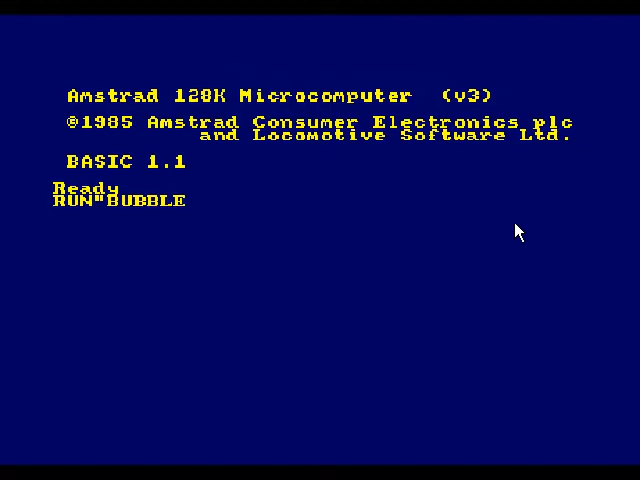 Amstrad 128K Microcomputer (v3)
©1985 Amstrad Consumer Electronics plc
and Locomotive Software Ltd.
BASIC 1.1
Ready
RUN"BUBBLE